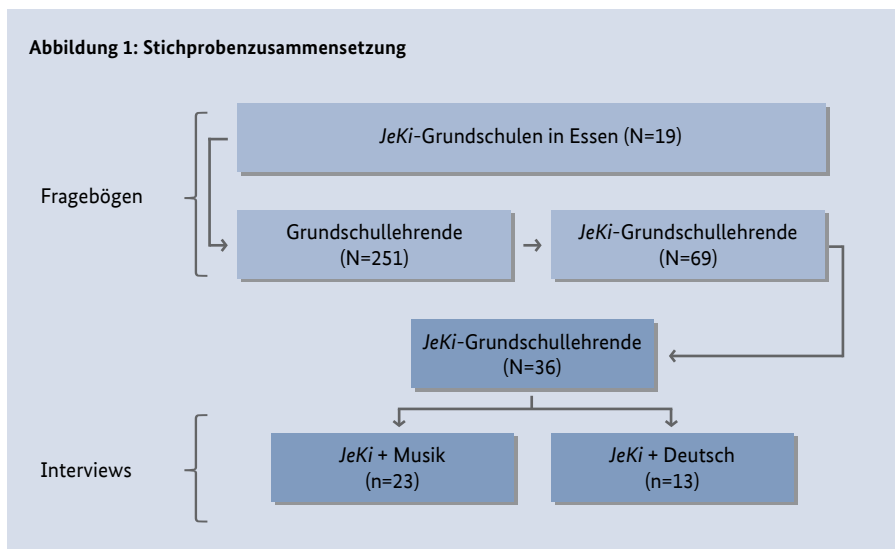 Abbildung 1: Stichprobenzusammensetzung
JeKi-Grundschulen in Essen (N=19)
Fragebögen
Grundschullehrende
(N=251)
JeKi-Grundschullehrende
(N=69)
JeKi-Grundschullehrende
(N=36)
Interviews
JeKi + Musik
(n=23)
JeKi + Deutsch
(n=13)